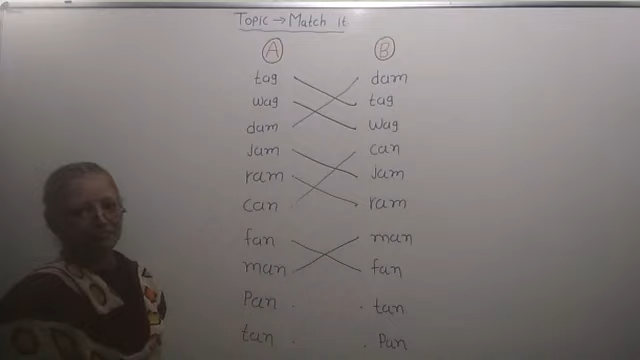 Topic → Match it
A B
tag dam
wag tag
dam wag
Jam can
ram Jam
can ram
fan man
man fan
Pan tan
tan Pan